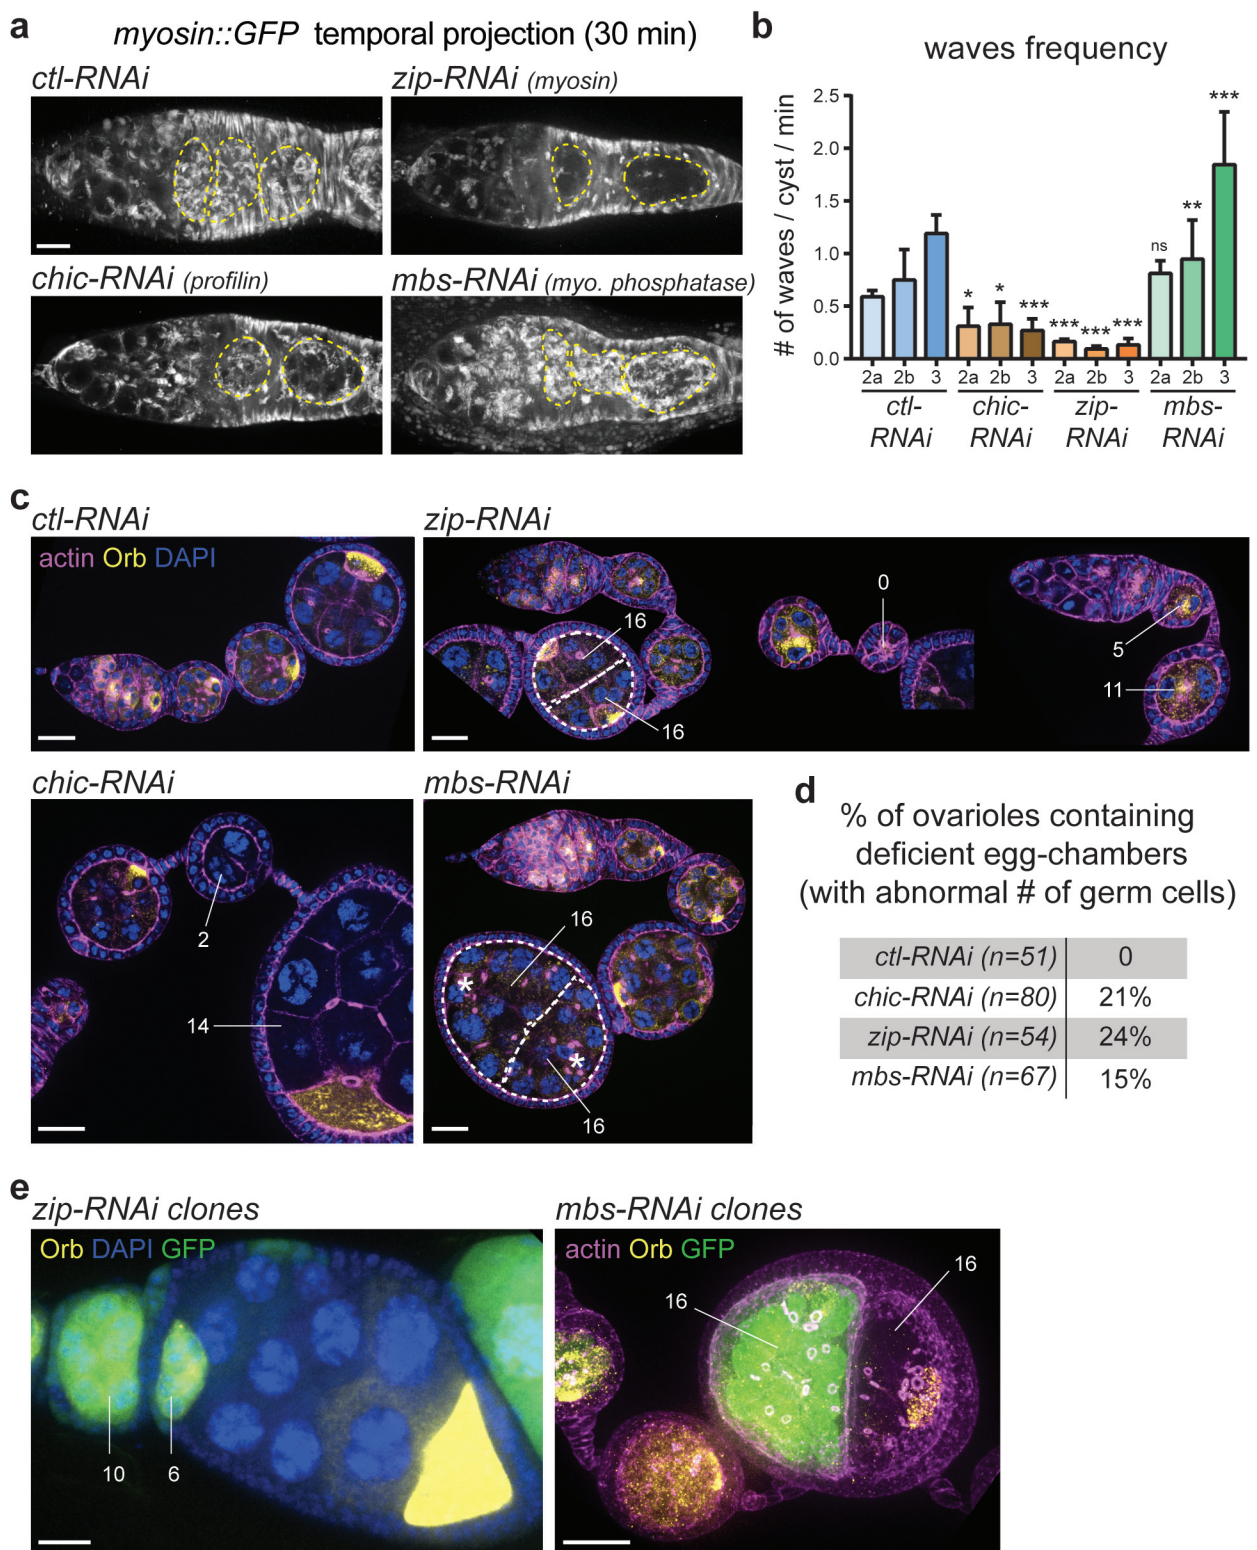 a
myosin::GFP temporal projection (30 min)
ctl-RNAi
zip-RNAi (myosin)
chic-RNAi (profilin)
mbs-RNAi (myo. phosphatase)
b
waves frequency
# of waves / cyst / min
2.5
2.0
1.5
1.0
0.5
0.0
*
*
***
***
***
***
ns
**
***
2a 2b 3 2a 2b 3 2a 2b 3 2a 2b 3
ctl-RNAi
chic-RNAi
zip-RNAi
mbs-RNAi
c
ctl-RNAi
actin Orb DAPI
zip-RNAi
16
16
0
5
11
chic-RNAi
2
14
mbs-RNAi
16
*
*
16
d
% of ovarioles containing
deficient egg-chambers
(with abnormal # of germ cells)
ctl-RNAi (n=51) 0
chic-RNAi (n=80) 21%
zip-RNAi (n=54) 24%
mbs-RNAi (n=67) 15%
e
zip-RNAi clones
Orb DAPI GFP
10
6
mbs-RNAi clones
actin Orb GFP
16
16